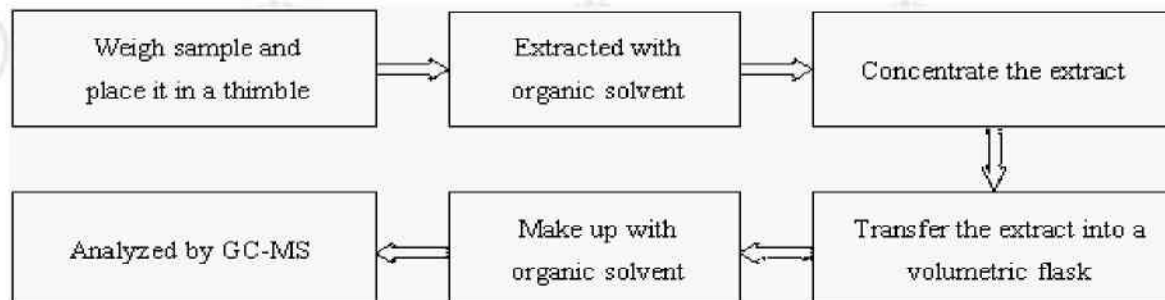 Weigh sample and
place it in a thimble
Extracted with
organic solvent
Concentrate the extract
Transfer the extract into a
volumetric flask
Make up with
organic solvent
Analyzed by GC-MS